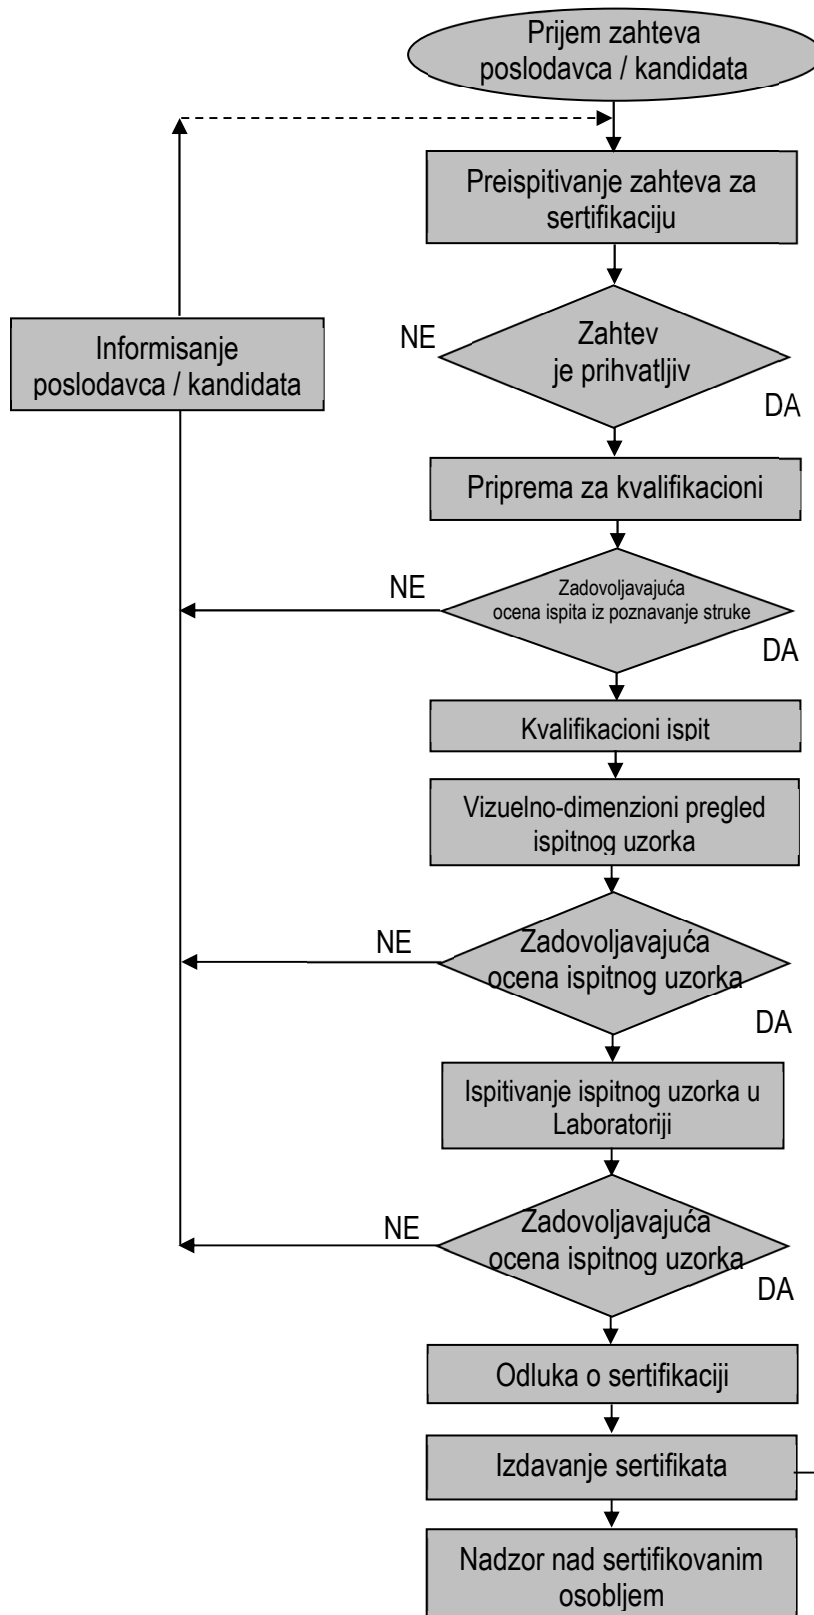 Prijem zahteva
poslodavca / kandidata
Preispitivanje zahteva za
sertifikaciju
NE
Zahtev
je prihvatljiv
DA
Informisanje
poslodavca / kandidata
Priprema za kvalifikacioni
NE
Zadovoljavajuća
ocena ispita iz poznavanje struke
DA
Kvalifikacioni ispit
Vizuelno-dimenzioni pregled
ispitnog uzorka
NE
Zadovoljavajuća
ocena ispitnog uzorka
DA
Ispitivanje ispitnog uzorka u
Laboratoriji
NE
Zadovoljavajuća
ocena ispitnog uzorka
DA
Odluka o sertifikaciji
Izdavanje sertifikata
Nadzor nad sertifikovanim
osobljem